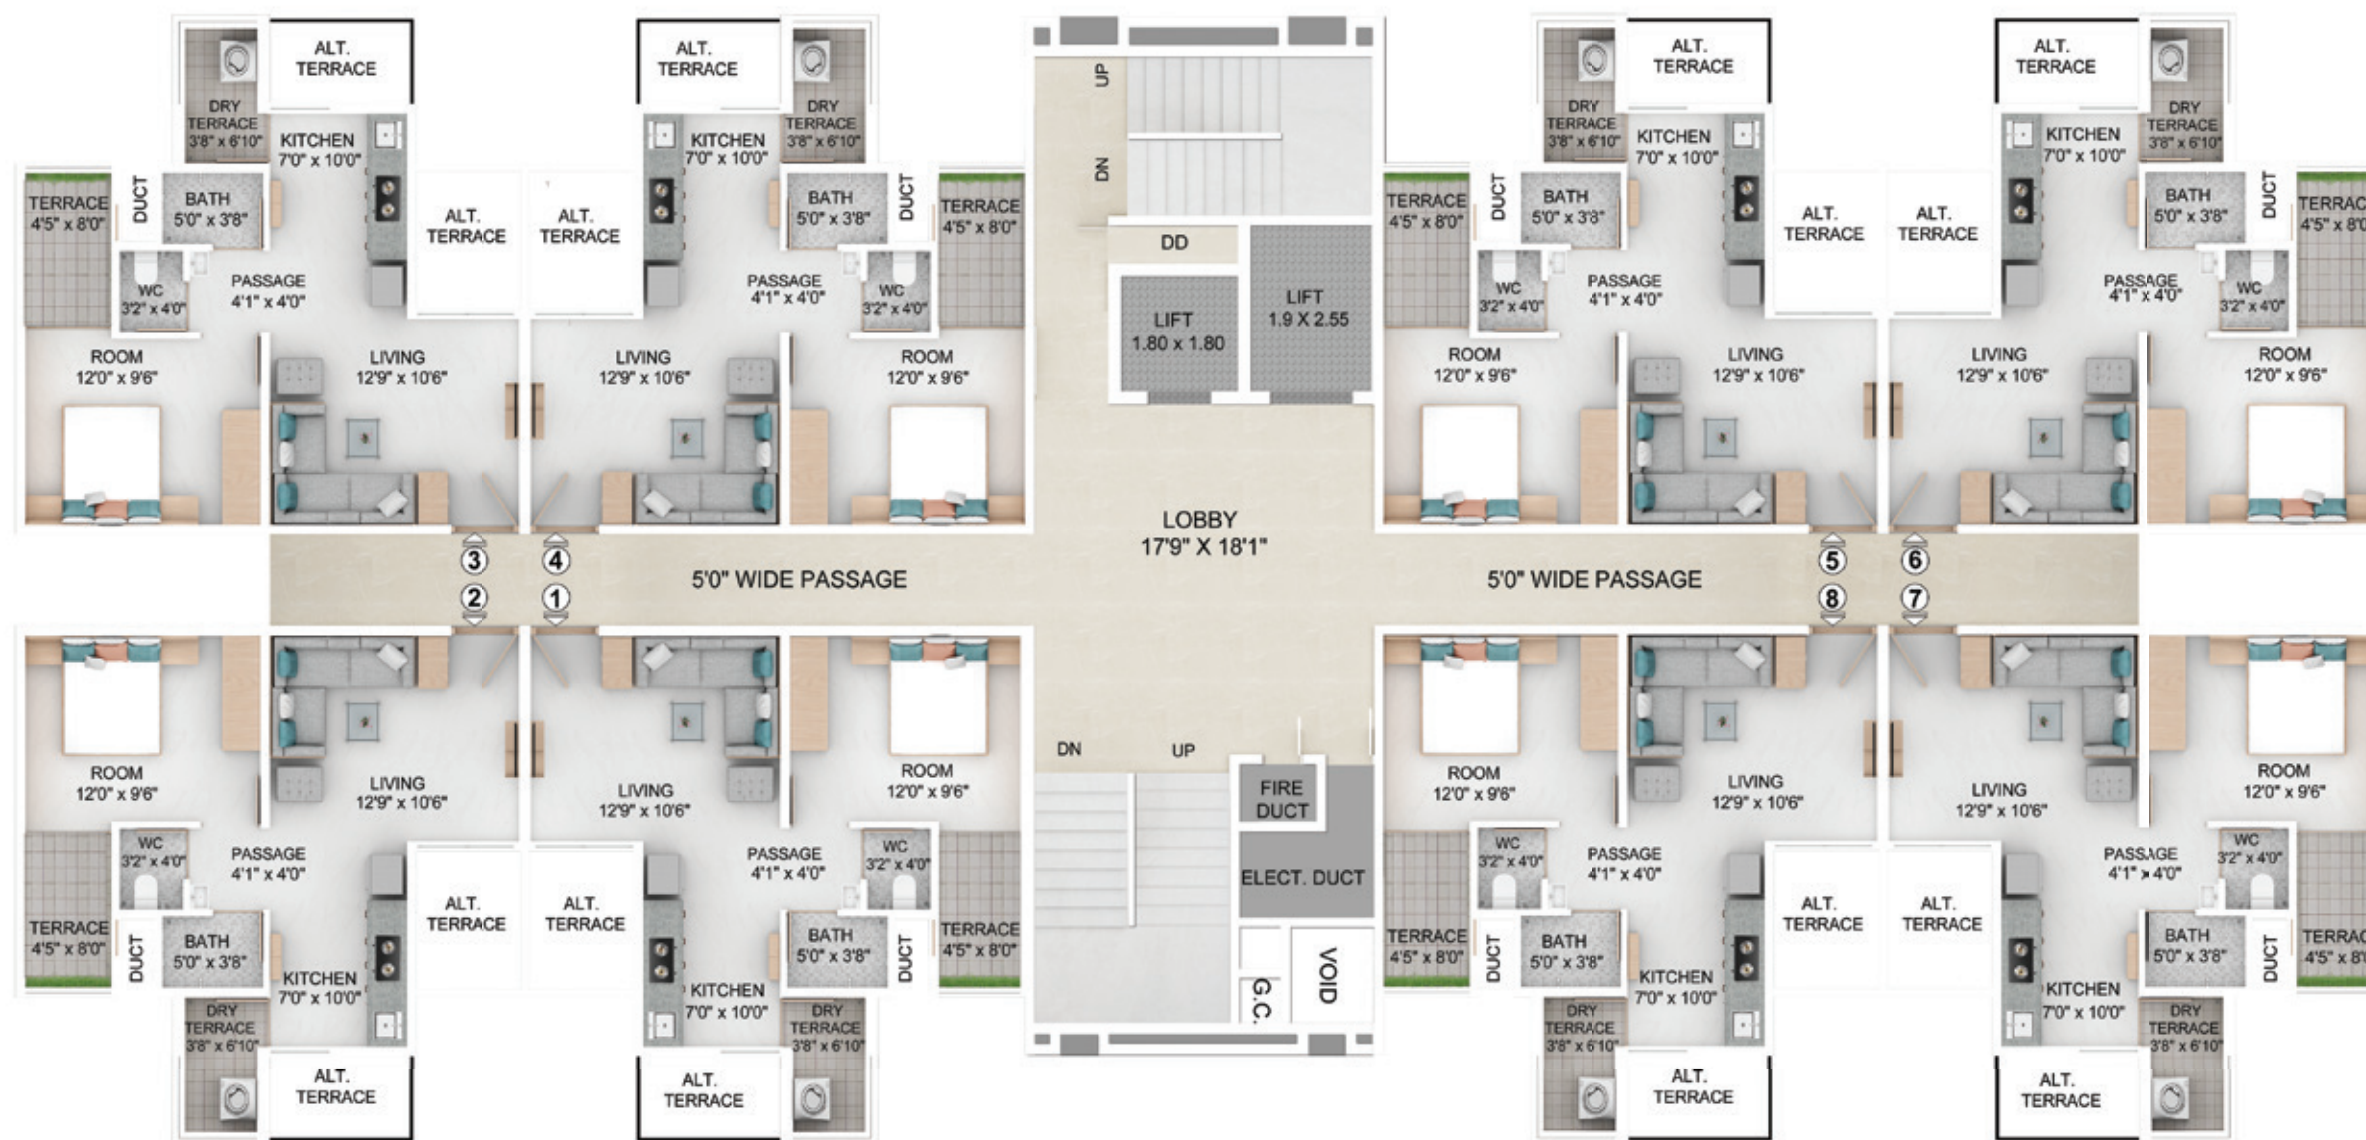 ALT.
TERRACE
DRY
TERRACE
3'8" x 6'10"
KITCHEN
7'0" x 10'0"
TERRACE
4'5" x 8'0"
DUCT
BATH
5'0" x 3'8"
ALT.
TERRACE
WC
3'2" x 4'0"
PASSAGE
4'1" x 4'0"
ROOM
12'0" x 9'6"
LIVING
12'9" x 10'6"
3
ALT.
TERRACE
DRY
TERRACE
3'8" x 6'10"
KITCHEN
7'0" x 10'0"
ALT.
TERRACE
BATH
5'0" x 3'8"
DUCT
TERRACE
4'5" x 8'0"
PASSAGE
4'1" x 4'0"
WC
3'2" x 4'0"
LIVING
12'9" x 10'6"
ROOM
12'0" x 9'6"
4
UP
DN
DD
LIFT
1.80 x 1.80
LIFT
1.9 X 2.55
LOBBY
17'9" X 18'1"
ALT.
TERRACE
DRY
TERRACE
3'8" x 6'10"
KITCHEN
7'0" x 10'0"
TERRACE
4'5" x 8'0"
DUCT
BATH
5'0" x 3'8"
ALT.
TERRACE
WC
3'2" x 4'0"
PASSAGE
4'1" x 4'0"
ROOM
12'0" x 9'6"
LIVING
12'9" x 10'6"
5
ALT.
TERRACE
DRY
TERRACE
3'8" x 6'10"
KITCHEN
7'0" x 10'0"
ALT.
TERRACE
BATH
5'0" x 3'8"
DUCT
TERRAC
4'5" x 8'0
PASSAGE
4'1" x 4'0"
WC
3'2" x 4'0"
LIVING
12'9" x 10'6"
ROOM
12'0" x 9'6"
6
5'0" WIDE PASSAGE
5'0" WIDE PASSAGE
2
ROOM
12'0" x 9'6"
LIVING
12'9" x 10'6"
WC
3'2" x 4'0"
PASSAGE
4'1" x 4'0"
TERRACE
4'5" x 8'0"
DUCT
BATH
5'0" x 3'8"
ALT.
TERRACE
KITCHEN
7'0" x 10'0"
DRY
TERRACE
3'8" x 6'10"
ALT.
TERRACE
1
LIVING
12'9" x 10'6"
ROOM
12'0" x 9'6"
PASSAGE
4'1" x 4'0"
WC
3'2" x 4'0"
ALT.
TERRACE
BATH
5'0" x 3'8"
DUCT
TERRACE
4'5" x 8'0"
KITCHEN
7'0" x 10'0"
DRY
TERRACE
3'8" x 6'10"
ALT.
TERRACE
DN
UP
FIRE
DUCT
ELECT. DUCT
G.C.
VOID
8
ROOM
12'0" x 9'6"
LIVING
12'9" x 10'6"
WC
3'2" x 4'0"
PASSAGE
4'1" x 4'0"
TERRACE
4'5" x 8'0"
DUCT
BATH
5'0" x 3'8"
ALT.
TERRACE
KITCHEN
7'0" x 10'0"
DRY
TERRACE
3'8" x 6'10"
ALT.
TERRACE
7
LIVING
12'9" x 10'6"
ROOM
12'0" x 9'6"
PASSAGE
4'1" x 4'0"
WC
3'2" x 4'0"
ALT.
TERRACE
BATH
5'0" x 3'8"
DUCT
TERRAC
4'5" x 8'0
KITCHEN
7'0" x 10'0"
DRY
TERRACE
3'8" x 6'10"
ALT.
TERRACE